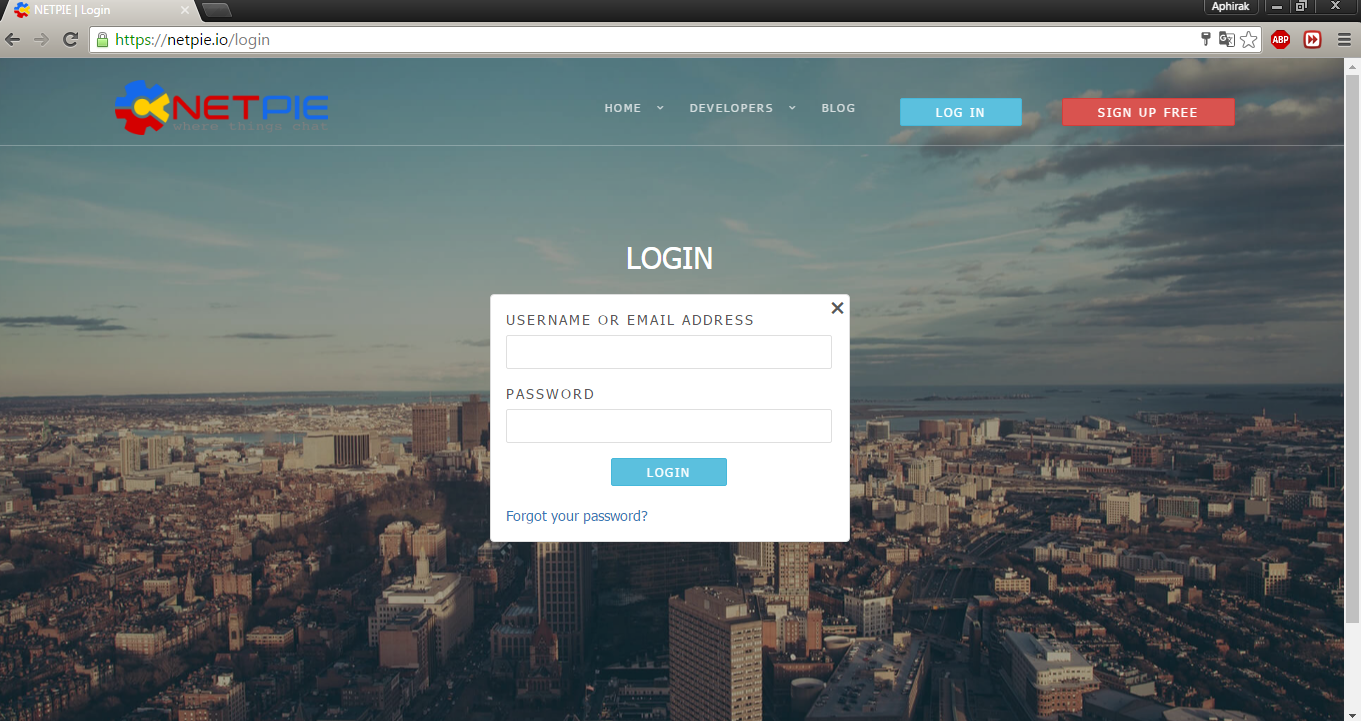 NETPIE | Login
Aphirak
https://netpie.io/login
ABP
NETPIE
where things chat
HOME
DEVELOPERS
BLOG
LOG IN
SIGN UP FREE
LOGIN
USERNAME OR EMAIL ADDRESS
PASSWORD
LOGIN
Forgot your password?